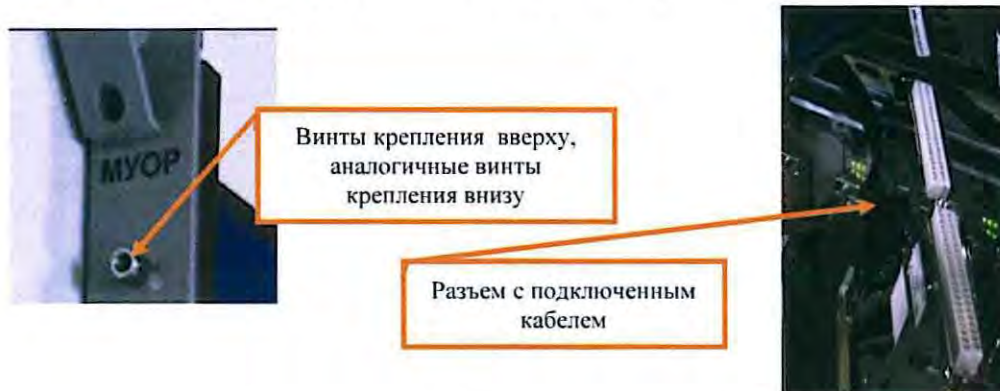 МУОР
Винты крепления вверху,
аналогичные винты
крепления внизу
Разъем с подключенным
кабелем